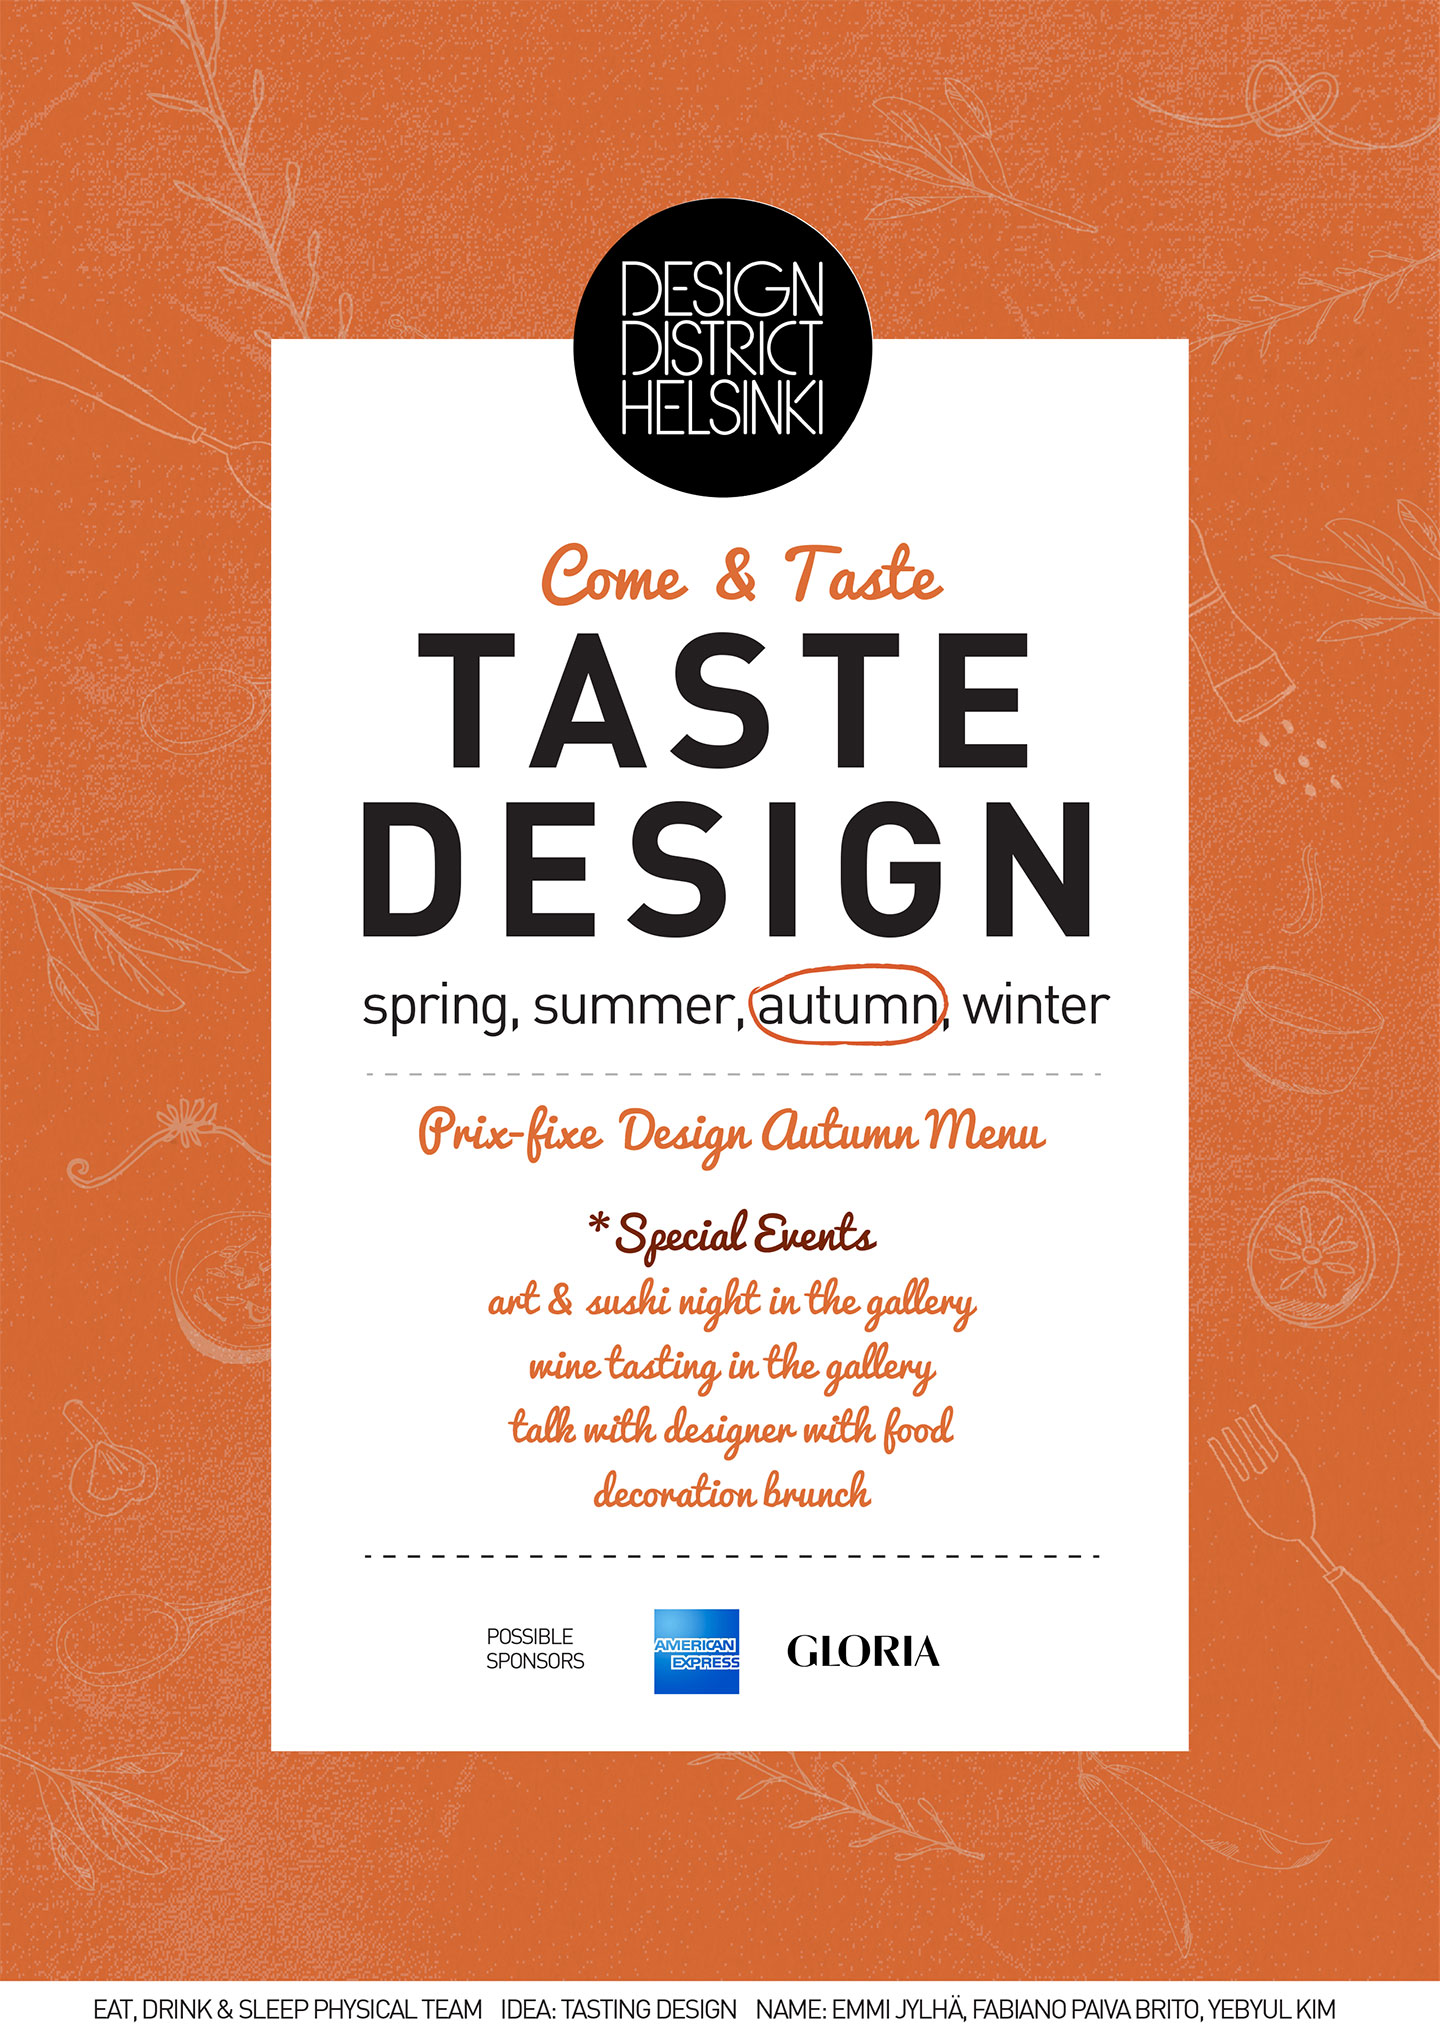 DESIGN
DISTRICT
HELSINKI
Come & Taste
TASTE
DESIGN
spring, summer, autumn, winter
Prix-fixe Design Autumn Menu
* Special Events
art & sushi night in the gallery
wine tasting in the gallery
talk with designer with food
decoration brunch
POSSIBLE
SPONSORS
AMERICAN
EXPRESS
GLORIA
EAT, DRINK & SLEEP PHYSICAL TEAM IDEA: TASTING DESIGN NAME: EMMI JYLHÄ, FABIANO PAIVA BRITO, YEBYUL KIM